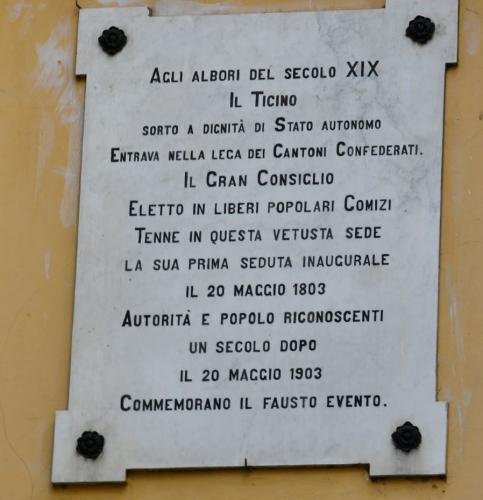 Agli albori del secolo XIX
Il Ticino
sorto a dignità di Stato autonomo
Entrava nella lega dei Cantoni Confederati.
Il Gran Consiglio
Eletto in liberi popolari Comizi
Tenne in questa vetusta sede
la sua prima seduta inaugurale
il 20 maggio 1803
Autorità e popolo riconoscenti
un secolo dopo
il 20 maggio 1903
Commemorano il fausto evento.